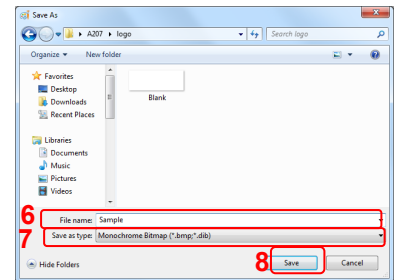 Save As
A207 ▸ logo
Search logo
Organize ▾ New folder
Favorites
Desktop
Downloads
Recent Places
Libraries
Documents
Music
Pictures
Videos
Blank
6 File name: Sample
7 Save as type: Monochrome Bitmap (*.bmp;*.dib)
Hide Folders 8 Save Cancel